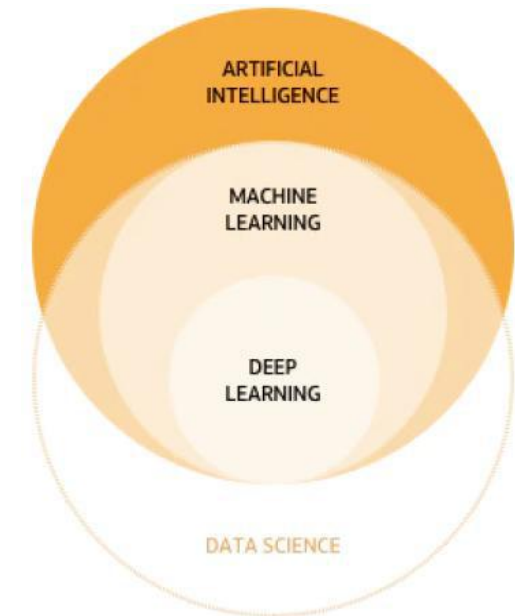 ARTIFICIAL
INTELLIGENCE
MACHINE
LEARNING
DEEP
LEARNING
DATA SCIENCE